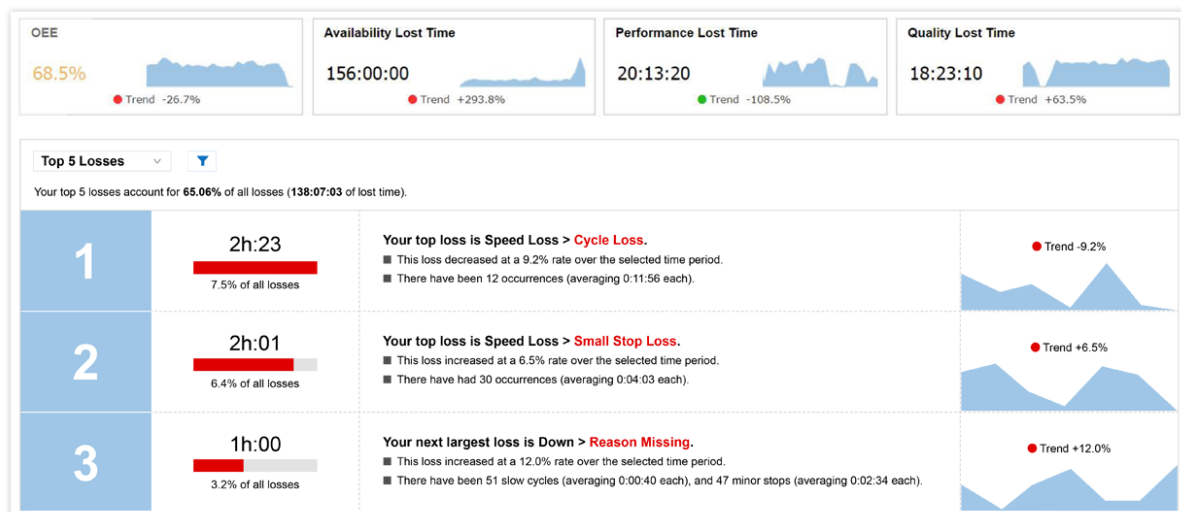 OEE
68.5%
Trend -26.7%
Availability Lost Time
156:00:00
Trend +293.8%
Performance Lost Time
20:13:20
Trend -108.5%
Quality Lost Time
18:23:10
Trend +63.5%
Top 5 Losses
Your top 5 losses account for 65.06% of all losses (138:07:03 of lost time).
1
2h:23
7.5% of all losses
Your top loss is Speed Loss > Cycle Loss.
This loss decreased at a 9.2% rate over the selected time period.
There have been 12 occurrences (averaging 0:11:56 each).
Trend -9.2%
2
2h:01
6.4% of all losses
Your top loss is Speed Loss > Small Stop Loss.
This loss increased at a 6.5% rate over the selected time period.
There have had 30 occurrences (averaging 0:04:03 each).
Trend +6.5%
3
1h:00
3.2% of all losses
Your next largest loss is Down > Reason Missing.
This loss increased at a 12.0% rate over the selected time period.
There have been 51 slow cycles (averaging 0:00:40 each), and 47 minor stops (averaging 0:02:34 each).
Trend +12.0%